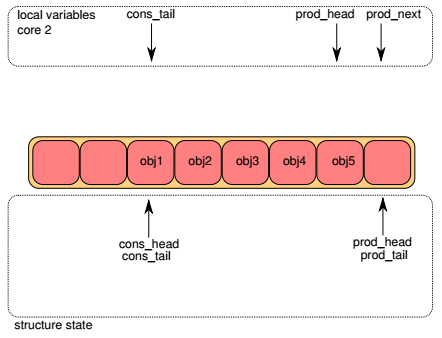 local variables
core 2
cons_tail
prod_head
prod_next
obj1
obj2
obj3
obj4
obj5
cons_head
cons_tail
prod_head
prod_tail
structure state